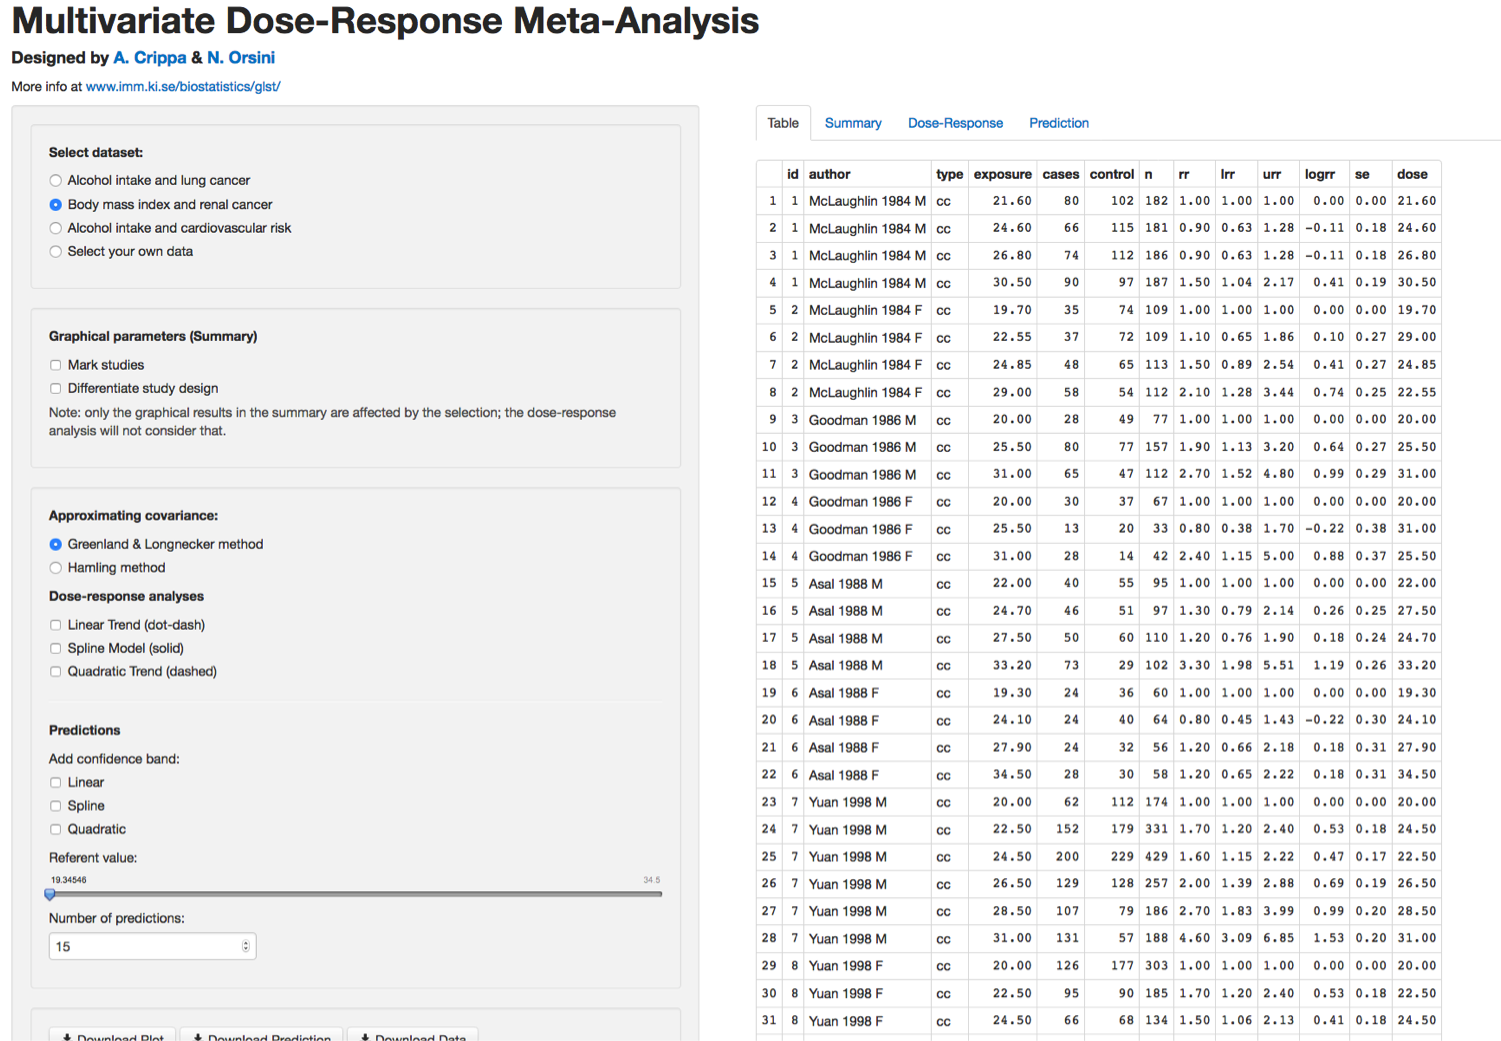 Multivariate Dose-Response Meta-Analysis
Designed by A. Crippa & N. Orsini
More info at www.imm.ki.se/biostatistics/glst/
Select dataset:
Alcohol intake and lung cancer
Body mass index and renal cancer
Alcohol intake and cardiovascular risk
Select your own data
Graphical parameters (Summary)
Mark studies
Differentiate study design
Note: only the graphical results in the summary are affected by the selection; the dose-response
analysis will not consider that.
Approximating covariance:
Greenland & Longnecker method
Hamling method
Dose-response analyses
Linear Trend (dot-dash)
Spline Model (solid)
Quadratic Trend (dashed)
Predictions
Add confidence band:
Linear
Spline
Quadratic
Referent value:
19.34546 34.5
Number of predictions:
15
Download Plot Download Prediction Download Data
Table Summary Dose-Response Prediction
id author type exposure cases control n rr lrr urr logrr se dose
1 1 McLaughlin 1984 M cc 21.60 80 102 182 1.00 1.00 1.00 0.00 0.00 21.60
2 1 McLaughlin 1984 M cc 24.60 66 115 181 0.90 0.63 1.28 -0.11 0.18 24.60
3 1 McLaughlin 1984 M cc 26.80 74 112 186 0.90 0.63 1.28 -0.11 0.18 26.80
4 1 McLaughlin 1984 M cc 30.50 90 97 187 1.50 1.04 2.17 0.41 0.19 30.50
5 2 McLaughlin 1984 F cc 19.70 35 74 109 1.00 1.00 1.00 0.00 0.00 19.70
6 2 McLaughlin 1984 F cc 22.55 37 72 109 1.10 0.65 1.86 0.10 0.27 29.00
7 2 McLaughlin 1984 F cc 24.85 48 65 113 1.50 0.89 2.54 0.41 0.27 24.85
8 2 McLaughlin 1984 F cc 29.00 58 54 112 2.10 1.28 3.44 0.74 0.25 22.55
9 3 Goodman 1986 M cc 20.00 28 49 77 1.00 1.00 1.00 0.00 0.00 20.00
10 3 Goodman 1986 M cc 25.50 80 77 157 1.90 1.13 3.20 0.64 0.27 25.50
11 3 Goodman 1986 M cc 31.00 65 47 112 2.70 1.52 4.80 0.99 0.29 31.00
12 4 Goodman 1986 F cc 20.00 30 37 67 1.00 1.00 1.00 0.00 0.00 20.00
13 4 Goodman 1986 F cc 25.50 13 20 33 0.80 0.38 1.70 -0.22 0.38 31.00
14 4 Goodman 1986 F cc 31.00 28 14 42 2.40 1.15 5.00 0.88 0.37 25.50
15 5 Asal 1988 M cc 22.00 40 55 95 1.00 1.00 1.00 0.00 0.00 22.00
16 5 Asal 1988 M cc 24.70 46 51 97 1.30 0.79 2.14 0.26 0.25 27.50
17 5 Asal 1988 M cc 27.50 50 60 110 1.20 0.76 1.90 0.18 0.24 24.70
18 5 Asal 1988 M cc 33.20 73 29 102 3.30 1.98 5.51 1.19 0.26 33.20
19 6 Asal 1988 F cc 19.30 24 36 60 1.00 1.00 1.00 0.00 0.00 19.30
20 6 Asal 1988 F cc 24.10 24 40 64 0.80 0.45 1.43 -0.22 0.30 24.10
21 6 Asal 1988 F cc 27.90 24 32 56 1.20 0.66 2.18 0.18 0.31 27.90
22 6 Asal 1988 F cc 34.50 28 30 58 1.20 0.65 2.22 0.18 0.31 34.50
23 7 Yuan 1998 M cc 20.00 62 112 174 1.00 1.00 1.00 0.00 0.00 20.00
24 7 Yuan 1998 M cc 22.50 152 179 331 1.70 1.20 2.40 0.53 0.18 24.50
25 7 Yuan 1998 M cc 24.50 200 229 429 1.60 1.15 2.22 0.47 0.17 22.50
26 7 Yuan 1998 M cc 26.50 129 128 257 2.00 1.39 2.88 0.69 0.19 26.50
27 7 Yuan 1998 M cc 28.50 107 79 186 2.70 1.83 3.99 0.99 0.20 28.50
28 7 Yuan 1998 M cc 31.00 131 57 188 4.60 3.09 6.85 1.53 0.20 31.00
29 8 Yuan 1998 F cc 20.00 126 177 303 1.00 1.00 1.00 0.00 0.00 20.00
30 8 Yuan 1998 F cc 22.50 95 90 185 1.70 1.20 2.40 0.53 0.18 22.50
31 8 Yuan 1998 F cc 24.50 66 68 134 1.50 1.06 2.13 0.41 0.18 24.50